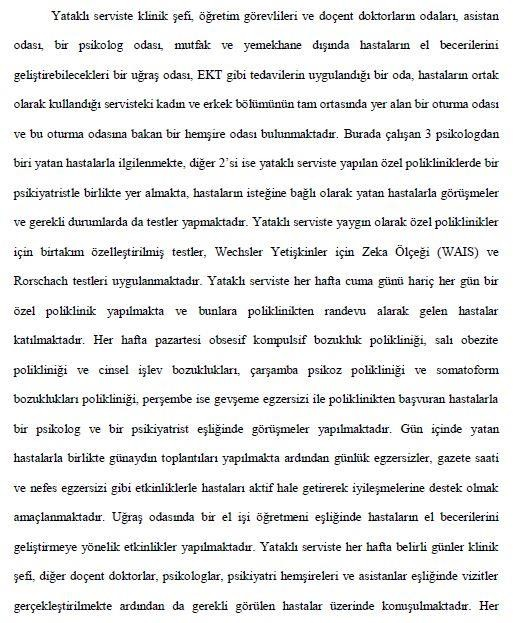 Yataklı serviste klinik şefi, öğretim görevlileri ve doçent doktorların odaları, asistan
odası, bir psikolog odası, mutfak ve yemekhane dışında hastaların el becerilerini
geliştirebilecekleri bir uğraş odası, EKT gibi tedavilerin uygulandığı bir oda, hastaların ortak
olarak kullandığı servisteki kadın ve erkek bölümünün tam ortasında yer alan bir oturma odası
ve bu oturma odasına bakan bir hemşire odası bulunmaktadır. Burada çalışan 3 psikologdan
biri yatan hastalarla ilgilenmekte, diğer 2’si ise yataklı serviste yapılan özel polikliniklerde bir
psikiyatristle birlikte yer almakta, hastaların isteğine bağlı olarak yatan hastalarla görüşmeler
ve gerekli durumlarda da testler yapmaktadır. Yataklı serviste yaygın olarak özel poliklinikler
için birtakım özelleştirilmiş testler, Wechsler Yetişkinler için Zeka Ölçeği (WAIS) ve
Rorschach testleri uygulanmaktadır. Yataklı serviste her hafta cuma günü hariç her gün bir
özel poliklinik yapılmakta ve bunlara poliklinikten randevu alarak gelen hastalar
katılmaktadır. Her hafta pazartesi obsesif kompulsif bozukluk polikliniği, salı obezite
polikliniği ve cinsel işlev bozuklukları, çarşamba psikoz polikliniği ve somatoform
bozuklukları polikliniği, perşembe ise gevşeme egzersizi ile poliklinikten başvuran hastalarla
bir psikolog ve bir psikiyatrist eşliğinde görüşmeler yapılmaktadır. Gün içinde yatan
hastalarla birlikte günaydın toplantıları yapılmakta ardından günlük egzersizler, gazete saati
ve nefes egzersizi gibi etkinliklerle hastaları aktif hale getirerek iyileşmelerine destek olmak
amaçlanmaktadır. Uğraş odasında bir el işi öğretmeni eşliğinde hastaların el becerilerini
geliştirmeye yönelik etkinlikler yapılmaktadır. Yataklı serviste her hafta belirli günler klinik
şefi, diğer doçent doktorlar, psikologlar, psikiyatri hemşireleri ve asistanlar eşliğinde vizitler
gerçekleştirilmekte ardından da gerekli görülen hastalar üzerinde konuşulmaktadır. Her